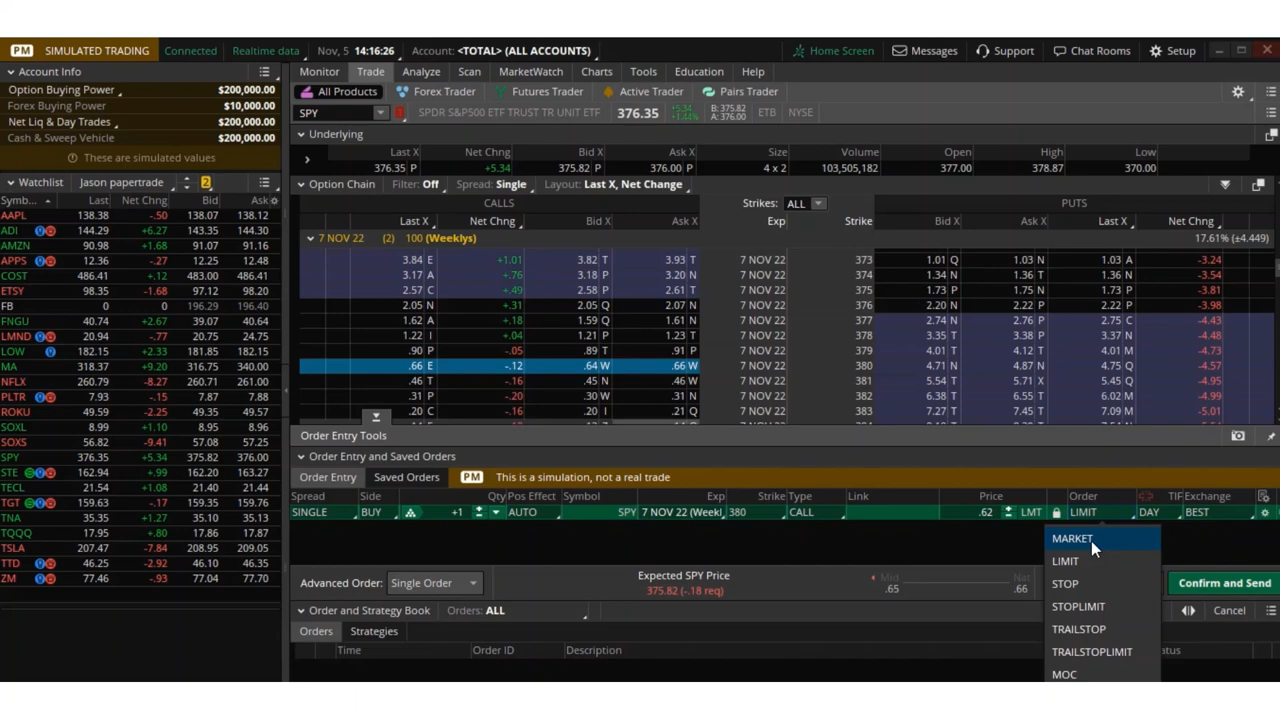 PM SIMULATED TRADING Connected Realtime data Nov, 5 14:16:26 Account: <TOTAL> (ALL ACCOUNTS) Home Screen Messages Support Chat Rooms Setup
Account Info
Option Buying Power $200,000.00
Forex Buying Power $10,000.00
Net Liq & Day Trades $200,000.00
Cash & Sweep Vehicle $200,000.00
These are simulated values
Watchlist Jason papertrade 2
Symb... Last X Net Chng Bid Ask
AAPL 138.38 -.50 138.07 138.12
ADI 144.29 +6.27 143.35 144.30
AMZN 90.98 +1.68 91.07 91.16
APPS 12.36 -.27 12.25 12.48
COST 486.41 +.12 483.00 486.41
ETSY 98.35 -1.68 97.12 98.20
FB 0 0 196.29 196.40
FNGU 40.74 +2.67 39.07 40.64
LMND 20.94 -.77 20.75 24.75
LOW 182.15 +2.33 181.85 182.15
MA 318.37 +9.20 316.75 340.00
NFLX 260.79 -8.27 260.71 261.00
PLTR 7.93 -.15 7.87 7.88
ROKU 49.59 -2.25 49.35 49.57
SOXL 8.99 +1.10 8.95 8.96
SOXS 56.82 -9.41 57.08 57.25
SPY 376.35 +5.34 375.82 376.00
STE 162.94 +.99 162.20 163.27
TECL 21.54 +1.08 21.40 21.44
TGT 159.63 -.17 159.35 159.96
TNA 35.35 +1.27 35.10 35.13
TQQQ 17.95 +.80 17.86 17.87
TSLA 207.47 -7.84 208.95 209.05
TTD 46.25 -2.92 46.10 46.35
ZM 77.46 -.93 77.04 77.70
Monitor Trade Analyze Scan MarketWatch Charts Tools Education Help
All Products Forex Trader Futures Trader Active Trader Pairs Trader
SPY SPDR S&P500 ETF TRUST TR UNIT ETF 376.35 +5.34 +1.44% B: 375.82 A: 376.00 ETB NYSE
Underlying
Last X Net Chng Bid X Ask X Size Volume Open High Low
376.35 P +5.34 375.82 P 376.00 P 4 x 2 103,505,182 377.00 378.87 370.00
Option Chain Filter: Off Spread: Single Layout: Last X, Net Change
CALLS Strikes: ALL PUTS
Last X Net Chng Bid X Ask X Exp Strike Bid X Ask X Last X Net Chng
7 NOV 22 (2) 100 (Weeklys) 17.61% (±4.449)
3.84 E +1.01 3.82 T 3.93 T 7 NOV 22 373 1.01 Q 1.03 N 1.03 A -3.24
3.17 A +.76 3.18 P 3.20 N 7 NOV 22 374 1.34 N 1.36 T 1.36 N -3.54
2.57 C +.49 2.58 P 2.61 T 7 NOV 22 375 1.73 P 1.75 N 1.75 P -3.81
2.05 N +.31 2.05 Q 2.07 N 7 NOV 22 376 2.20 N 2.22 P 2.22 P -3.98
1.62 A +.18 1.59 Q 1.61 N 7 NOV 22 377 2.74 N 2.76 P 2.75 C -4.43
1.22 I +.04 1.21 P 1.23 T 7 NOV 22 378 3.35 T 3.38 P 3.38 P -4.48
.90 P -.05 .89 T .91 P 7 NOV 22 379 4.01 T 4.12 T 4.01 M -4.73
.66 E -.12 .64 W .66 W 7 NOV 22 380 4.71 N 4.87 N 4.75 Q -4.57
.46 T -.16 .45 N .46 W 7 NOV 22 381 5.54 T 5.71 X 5.45 Q -4.95
.31 P -.20 .30 W .31 N 7 NOV 22 382 6.38 T 6.55 T 6.10 M -4.99
.20 C -.16 .20 I .21 Q 7 NOV 22 383 7.27 T 7.45 T 7.09 M -5.01
Order Entry Tools
Order Entry and Saved Orders
Order Entry Saved Orders PM This is a simulation, not a real trade
Spread Side Qty Pos Effect Symbol Exp Strike Type Link Price Order TIF Exchange
SINGLE BUY +1 AUTO SPY 7 NOV 22 (Weekl 380 CALL .62 LMT LIMIT DAY BEST
MARKET
LIMIT
STOP
STOPLIMIT
TRAILSTOP
TRAILSTOPLIMIT
MOC
Advanced Order: Single Order Expected SPY Price 375.82 (-.18 req) Mid .65 Nat .66 Confirm and Send
Order and Strategy Book Orders: ALL Cancel
Orders Strategies
Time Order ID Description